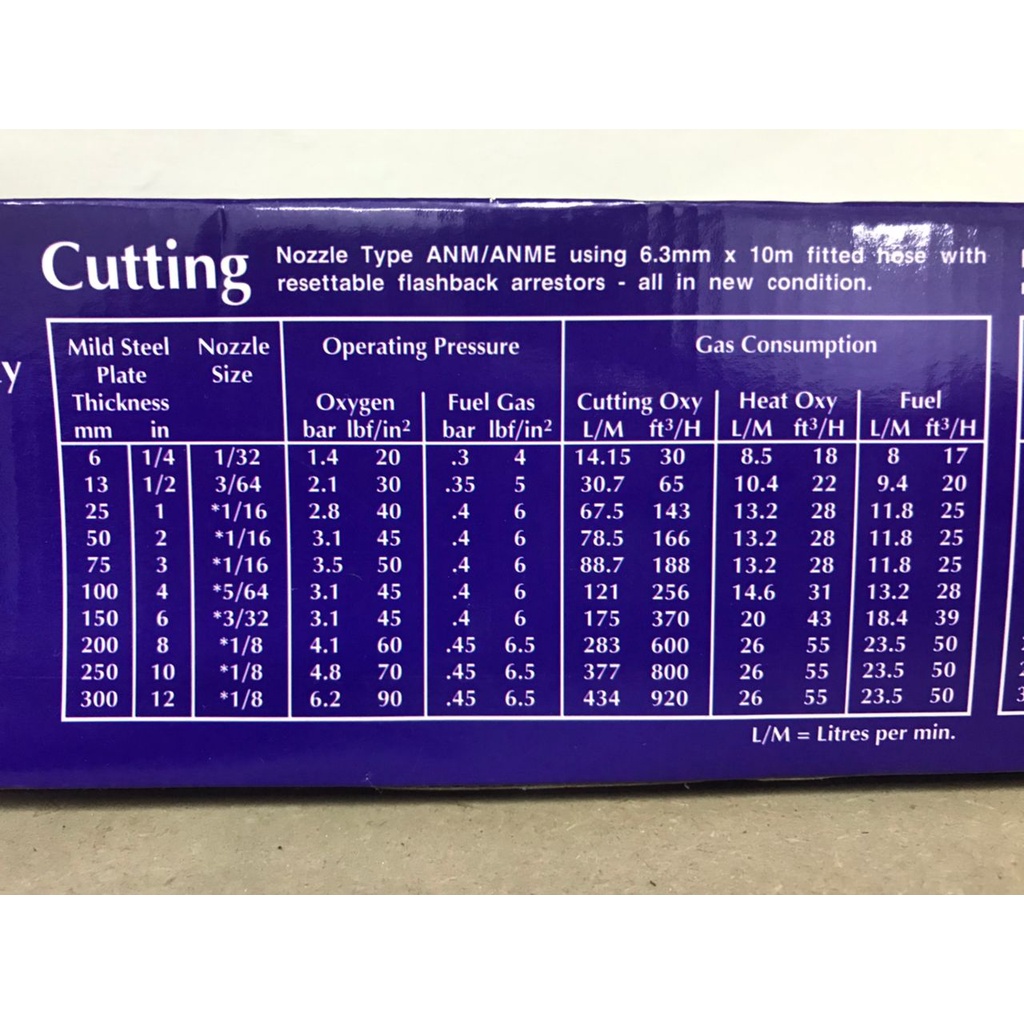 Cutting
Nozzle Type ANM/ANME using 6.3mm x 10m fitted hose with
resettable flashback arrestors - all in new condition.
Mild Steel Nozzle Operating Pressure Gas Consumption
Plate Size
Thickness Oxygen Fuel Gas Cutting Oxy Heat Oxy Fuel
mm in bar lbf/in² bar lbf/in² L/M ft³/H L/M ft³/H L/M ft³/H
6 1/4 1/32 1.4 20 .3 4 14.15 30 8.5 18 8 17
13 1/2 3/64 2.1 30 .35 5 30.7 65 10.4 22 9.4 20
25 1 *1/16 2.8 40 .4 6 67.5 143 13.2 28 11.8 25
50 2 *1/16 3.1 45 .4 6 78.5 166 13.2 28 11.8 25
75 3 *1/16 3.5 50 .4 6 88.7 188 13.2 28 11.8 25
100 4 *5/64 3.1 45 .4 6 121 256 14.6 31 13.2 28
150 6 *3/32 3.1 45 .4 6 175 370 20 43 18.4 39
200 8 *1/8 4.1 60 .45 6.5 283 600 26 55 23.5 50
250 10 *1/8 4.8 70 .45 6.5 377 800 26 55 23.5 50
300 12 *1/8 6.2 90 .45 6.5 434 920 26 55 23.5 50
L/M = Litres per min.